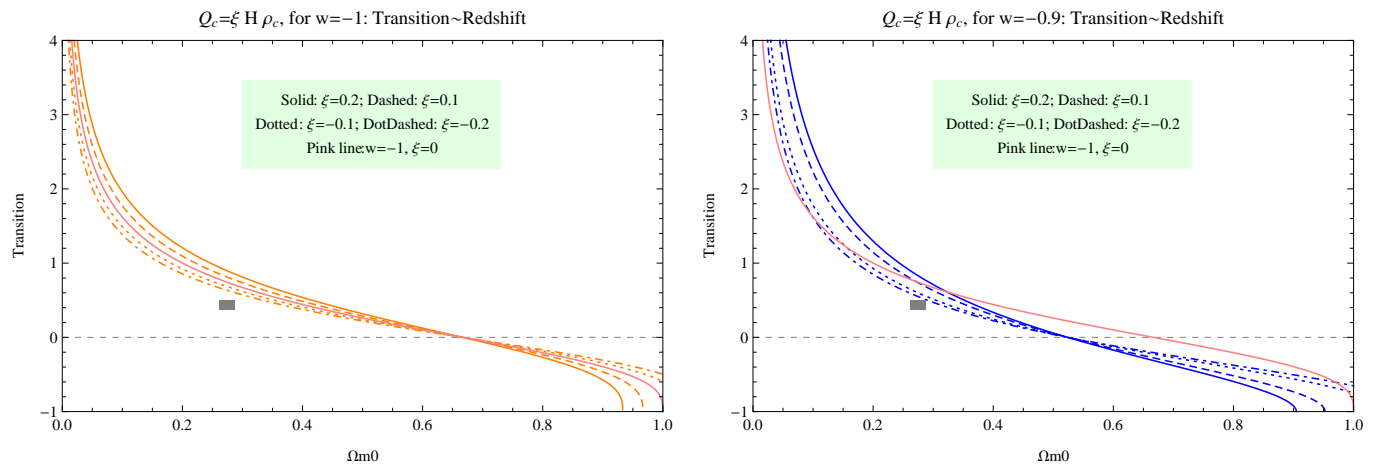 Q_c=ξ H ρ_c, for w=−1: Transition~Redshift
Transition
4
3
2
1
0
−1
Solid: ξ=0.2; Dashed: ξ=0.1
Dotted: ξ=−0.1; DotDashed: ξ=−0.2
Pink line:w=−1, ξ=0
0.0 0.2 0.4 0.6 0.8 1.0
Ωm0
Q_c=ξ H ρ_c, for w=−0.9: Transition~Redshift
Transition
4
3
2
1
0
−1
Solid: ξ=0.2; Dashed: ξ=0.1
Dotted: ξ=−0.1; DotDashed: ξ=−0.2
Pink line:w=−1, ξ=0
0.0 0.2 0.4 0.6 0.8 1.0
Ωm0